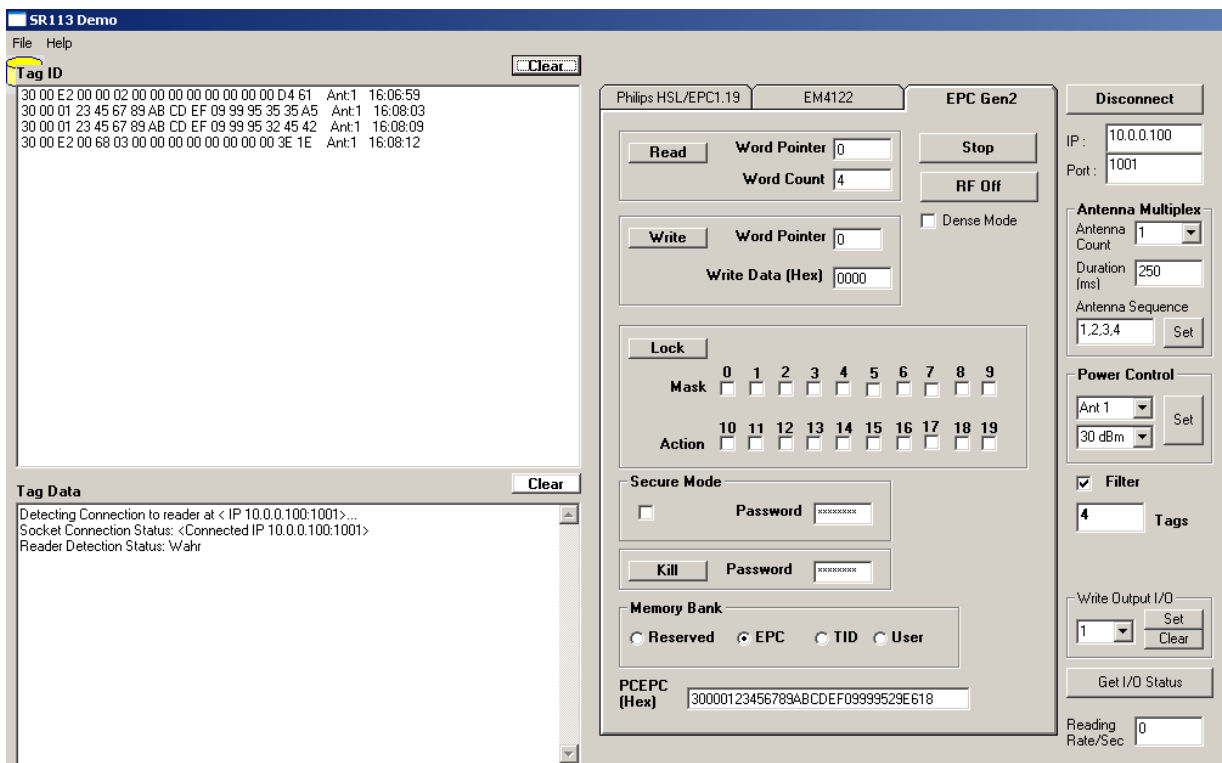 SR113 Demo
File Help
Tag ID
Clear
30 00 E2 00 00 02 00 00 00 00 00 00 00 00 D4 61 Ant:1 16:06:59
30 00 01 23 45 67 89 AB CD EF 09 99 95 35 35 A5 Ant:1 16:08:03
30 00 01 23 45 67 89 AB CD EF 09 99 95 32 45 42 Ant:1 16:08:09
30 00 E2 00 68 03 00 00 00 00 00 00 00 00 3E 1E Ant:1 16:08:12
Tag Data
Clear
Detecting Connection to reader at < IP 10.0.0.100:1001>...
Socket Connection Status: <Connected IP 10.0.0.100:1001>
Reader Detection Status: Wahr
Philips HSL/EPC1.19 EM4122 EPC Gen2
Read Word Pointer 0
Word Count 4
Stop
RF Off
Dense Mode
Write Word Pointer 0
Write Data (Hex) 0000
Lock
0 1 2 3 4 5 6 7 8 9
Mask
10 11 12 13 14 15 16 17 18 19
Action
Secure Mode
Password ********
Kill Password ********
Memory Bank
Reserved EPC TID User
PCEPC
(Hex) 30000123456789ABCDEF09999529E618
Disconnect
IP : 10.0.0.100
Port : 1001
Antenna Multiplex
Antenna
Count 1
Duration
(ms) 250
Antenna Sequence
1,2,3,4 Set
Power Control
Ant 1
Set
30 dBm
Filter
4 Tags
Write Output I/O
1 Set
Clear
Get I/O Status
Reading
Rate/Sec 0